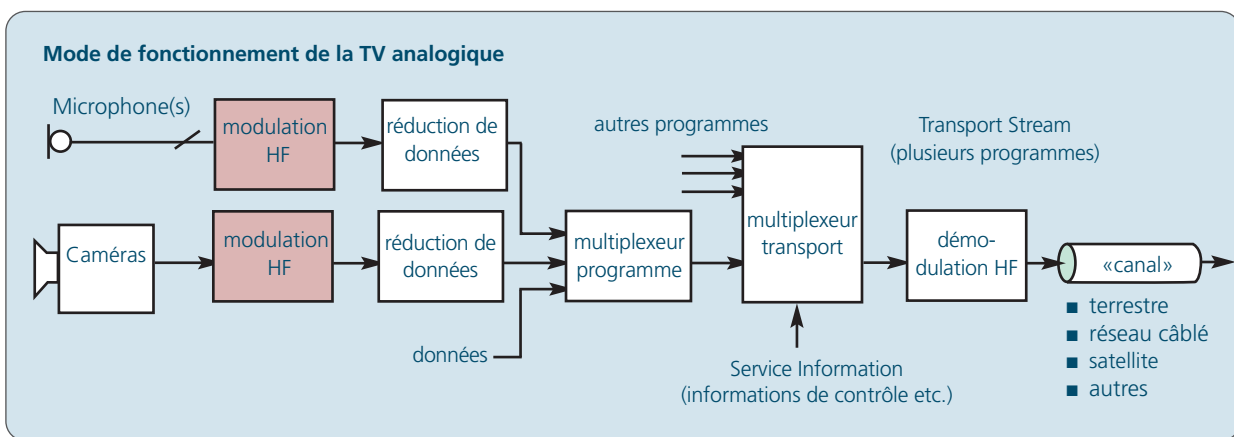 Mode de fonctionnement de la TV analogique
Microphone(s)
modulation
HF
réduction de
données
autres programmes
Transport Stream
(plusieurs programmes)
Caméras
modulation
HF
réduction de
données
multiplexeur
programme
multiplexeur
transport
démo-
dulation HF
«canal»
données
Service Information
(informations de contrôle etc.)
■ terrestre
■ réseau câblé
■ satellite
■ autres